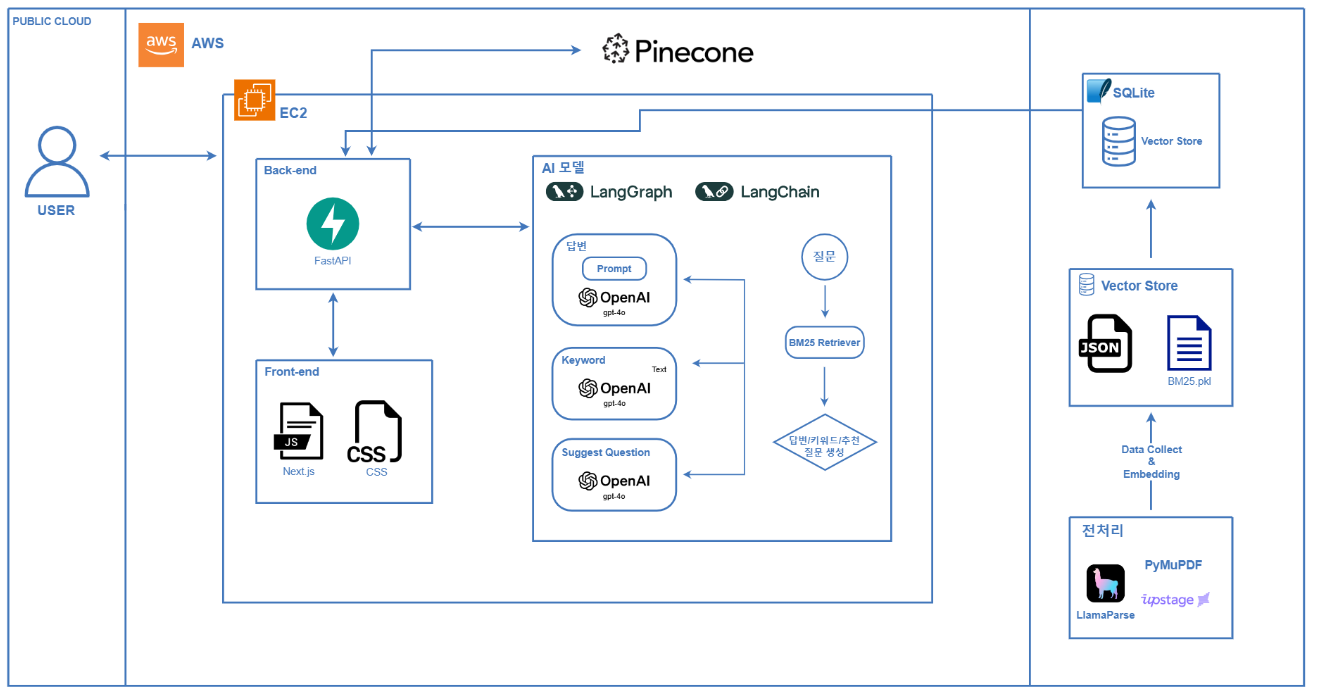 PUBLIC CLOUD
USER
aws
AWS
Pinecone
EC2
Back-end
FastAPI
Front-end
JS
Next.js
CSS
CSS
AI 모델
LangGraph
LangChain
답변
Prompt
OpenAI
gpt-4o
Keyword
Text
OpenAI
gpt-4o
Suggest Question
OpenAI
gpt-4o
질문
BM25 Retriever
답변/키워드/추천
질문 생성
SQLite
Vector Store
Vector Store
JSON
BM25.pkl
Data Collect
&
Embedding
전처리
LlamaParse
PyMuPDF
upstage